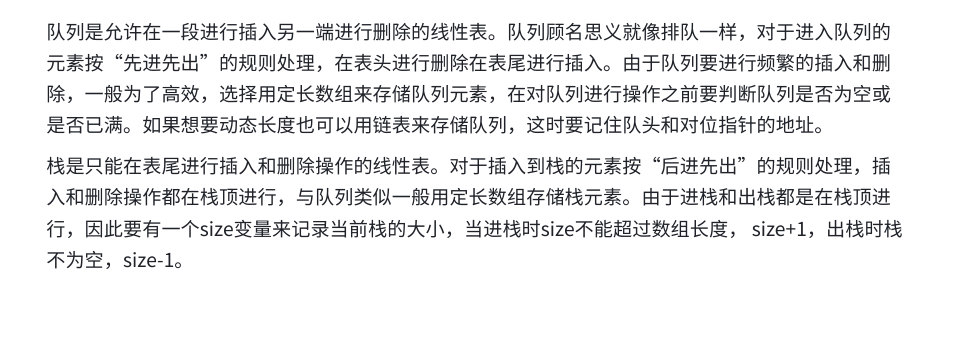 队列是允许在一段进行插入另一端进行删除的线性表。队列顾名思义就像排队一样，对于进入队列的
元素按“先进先出”的规则处理，在表头进行删除在表尾进行插入。由于队列要进行频繁的插入和删
除，一般为了高效，选择用定长数组来存储队列元素，在对队列进行操作之前要判断队列是否为空或
是否已满。如果想要动态长度也可以用链表来存储队列，这时要记住队头和对位指针的地址。
栈是只能在表尾进行插入和删除操作的线性表。对于插入到栈的元素按“后进先出”的规则处理，插
入和删除操作都在栈顶进行，与队列类似一般用定长数组存储栈元素。由于进栈和出栈都是在栈顶进
行，因此要有一个size变量来记录当前栈的大小，当进栈时size不能超过数组长度， size+1，出栈时栈
不为空，size-1。